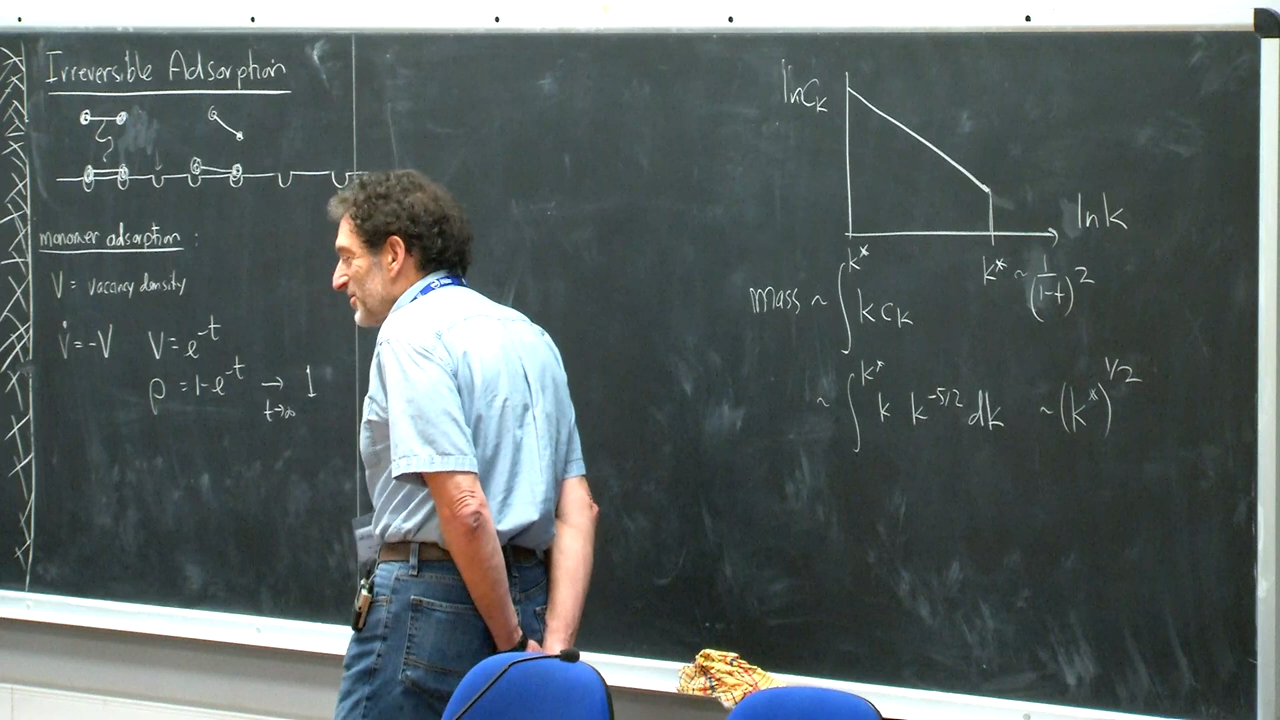 Irreversible Adsorption
monomer adsorption :
V = vacancy density
V̇ = -V V = e^-t
ρ = 1-e^-t → 1
t→∞
ln c_k
ln k
k* ~ (1/1-t)^2
mass ~ ∫^k* k c_k
~ ∫^k* k k^-5/2 dk ~ (k*)^1/2